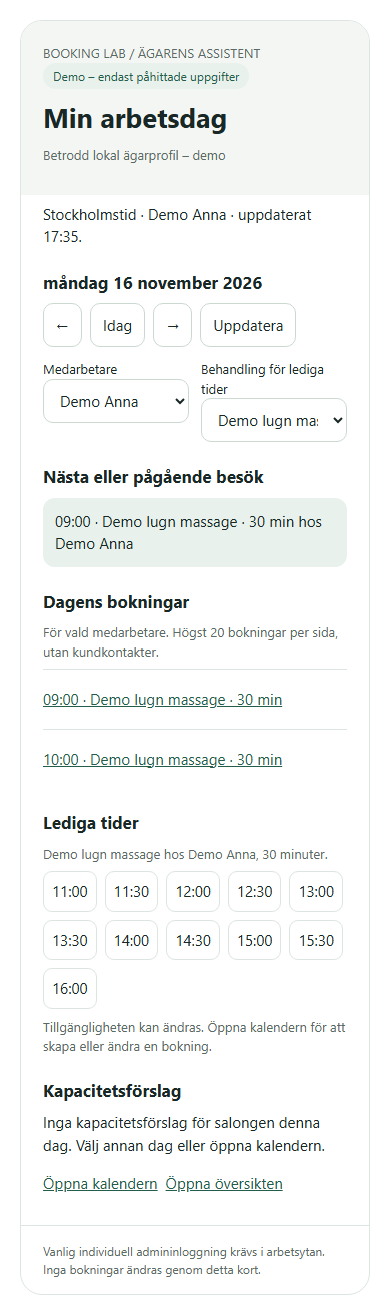 BOOKING LAB / ÄGARENS ASSISTENT
Demo – endast påhittade uppgifter
Min arbetsdag
Betrodd lokal ägarprofil – demo
Stockholmstid · Demo Anna · uppdaterat
17:35.
måndag 16 november 2026
← Idag → Uppdatera
Medarbetare
Demo Anna
Behandling för lediga
tider
Demo lugn mas
Nästa eller pågående besök
09:00 · Demo lugn massage · 30 min hos
Demo Anna
Dagens bokningar
För vald medarbetare. Högst 20 bokningar per sida,
utan kundkontakter.
09:00 · Demo lugn massage · 30 min
10:00 · Demo lugn massage · 30 min
Lediga tider
Demo lugn massage hos Demo Anna, 30 minuter.
11:00 11:30 12:00 12:30 13:00
13:30 14:00 14:30 15:00 15:30
16:00
Tillgängligheten kan ändras. Öppna kalendern för att
skapa eller ändra en bokning.
Kapacitetsförslag
Inga kapacitetsförslag för salongen denna
dag. Välj annan dag eller öppna kalendern.
Öppna kalendern Öppna översikten
Vanlig individuell admininloggning krävs i arbetsytan.
Inga bokningar ändras genom detta kort.